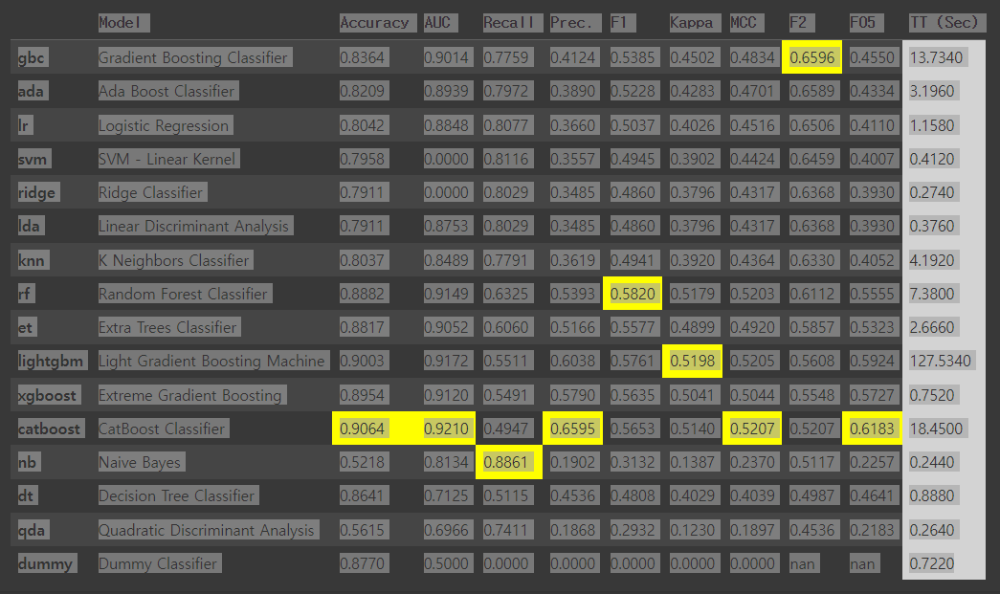 Model Accuracy AUC Recall Prec. F1 Kappa MCC F2 F05 TT (Sec)
gbc Gradient Boosting Classifier 0.8364 0.9014 0.7759 0.4124 0.5385 0.4502 0.4834 0.6596 0.4550 13.7340
ada Ada Boost Classifier 0.8209 0.8939 0.7972 0.3890 0.5228 0.4283 0.4701 0.6589 0.4334 3.1960
lr Logistic Regression 0.8042 0.8848 0.8077 0.3660 0.5037 0.4026 0.4516 0.6506 0.4110 1.1580
svm SVM - Linear Kernel 0.7958 0.0000 0.8116 0.3557 0.4945 0.3902 0.4424 0.6459 0.4007 0.4120
ridge Ridge Classifier 0.7911 0.0000 0.8029 0.3485 0.4860 0.3796 0.4317 0.6368 0.3930 0.2740
lda Linear Discriminant Analysis 0.7911 0.8753 0.8029 0.3485 0.4860 0.3796 0.4317 0.6368 0.3930 0.3760
knn K Neighbors Classifier 0.8037 0.8489 0.7791 0.3619 0.4941 0.3920 0.4364 0.6330 0.4052 4.1920
rf Random Forest Classifier 0.8882 0.9149 0.6325 0.5393 0.5820 0.5179 0.5203 0.6112 0.5555 7.3800
et Extra Trees Classifier 0.8817 0.9052 0.6060 0.5166 0.5577 0.4899 0.4920 0.5857 0.5323 2.6660
lightgbm Light Gradient Boosting Machine 0.9003 0.9172 0.5511 0.6038 0.5761 0.5198 0.5205 0.5608 0.5924 127.5340
xgboost Extreme Gradient Boosting 0.8954 0.9120 0.5491 0.5790 0.5635 0.5041 0.5044 0.5548 0.5727 0.7520
catboost CatBoost Classifier 0.9064 0.9210 0.4947 0.6595 0.5653 0.5140 0.5207 0.5207 0.6183 18.4500
nb Naive Bayes 0.5218 0.8134 0.8861 0.1902 0.3132 0.1387 0.2370 0.5117 0.2257 0.2440
dt Decision Tree Classifier 0.8641 0.7125 0.5115 0.4536 0.4808 0.4029 0.4039 0.4987 0.4641 0.8880
qda Quadratic Discriminant Analysis 0.5615 0.6966 0.7411 0.1868 0.2932 0.1230 0.1897 0.4536 0.2183 0.2640
dummy Dummy Classifier 0.8770 0.5000 0.0000 0.0000 0.0000 0.0000 0.0000 nan nan 0.7220